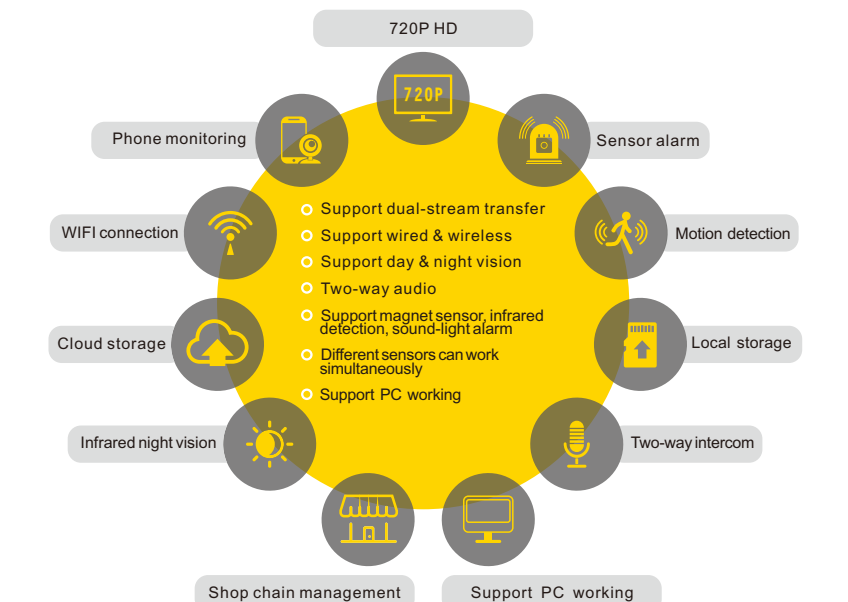 720P HD
720P
Phone monitoring
Sensor alarm
WIFI connection
Motion detection
Cloud storage
Local storage
Infrared night vision
Two-way intercom
Shop chain management
Support PC working
Support dual-stream transfer
Support wired & wireless
Support day & night vision
Two-way audio
Support magnet sensor, infrared
detection, sound-light alarm
Different sensors can work
simultaneously
Support PC working